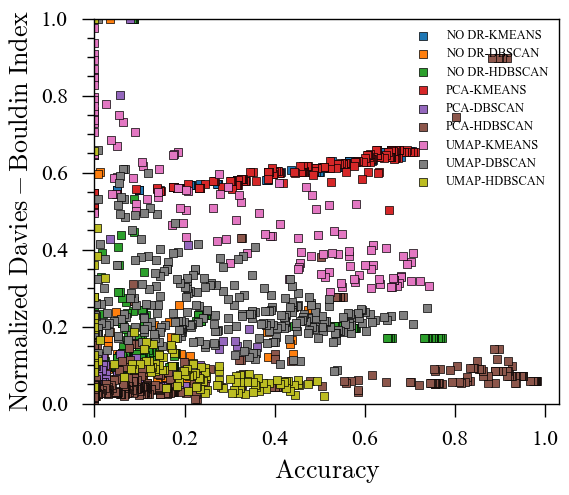 Normalized Davies−Bouldin Index
1.0
0.8
0.6
0.4
0.2
0.0
NO DR-KMEANS
NO DR-DBSCAN
NO DR-HDBSCAN
PCA-KMEANS
PCA-DBSCAN
PCA-HDBSCAN
UMAP-KMEANS
UMAP-DBSCAN
UMAP-HDBSCAN
0.0 0.2 0.4 0.6 0.8 1.0
Accuracy